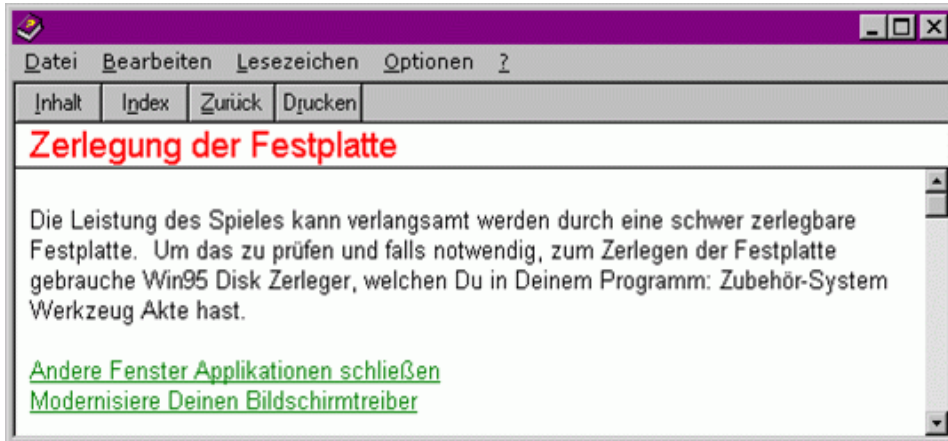 Datei Bearbeiten Lesezeichen Optionen ?
Inhalt Index Zurück Drucken
Zerlegung der Festplatte
Die Leistung des Spieles kann verlangsamt werden durch eine schwer zerlegbare
Festplatte. Um das zu prüfen und falls notwendig, zum Zerlegen der Festplatte
gebrauche Win95 Disk Zerleger, welchen Du in Deinem Programm: Zubehör-System
Werkzeug Akte hast.
Andere Fenster Applikationen schließen
Modernisiere Deinen Bildschirmtreiber